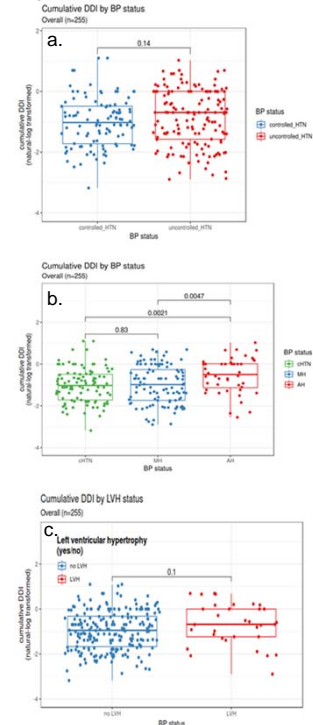 Cumulative DDI by BP status
Overall (n=255)
a.
0.14
cumulative DDI
(natural-log transformed)
2
0
-2
-4
controlled_HTN
uncontrolled_HTN
BP status
BP status
controlled_HTN
uncontrolled_HTN
Cumulative DDI by BP status
Overall (n=255)
b.
0.0047
0.0021
0.83
cumulative DDI
(natural-log transformed)
2
0
-2
-4
cHTN
MH
AH
BP status
BP status
cHTN
MH
AH
Cumulative DDI by LVH status
Overall (n=255)
c.
Left ventricular hypertrophy
(yes/no)
no LVH
LVH
0.1
cumulative DDI
(natural-log transformed)
2
0
-2
-4
no LVH
LVH
BP status